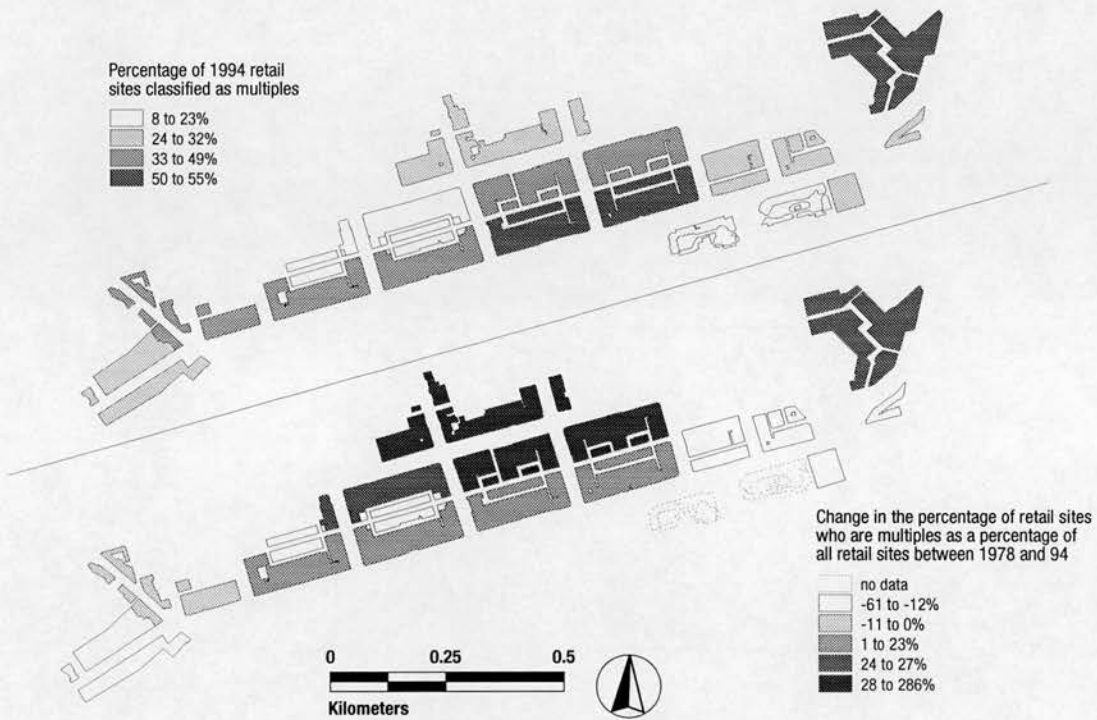 Percentage of 1994 retail
sites classified as multiples
8 to 23%
24 to 32%
33 to 49%
50 to 55%
Change in the percentage of retail sites
who are multiples as a percentage of
all retail sites between 1978 and 94
no data
-61 to -12%
-11 to 0%
1 to 23%
24 to 27%
28 to 286%
0 0.25 0.5
Kilometers